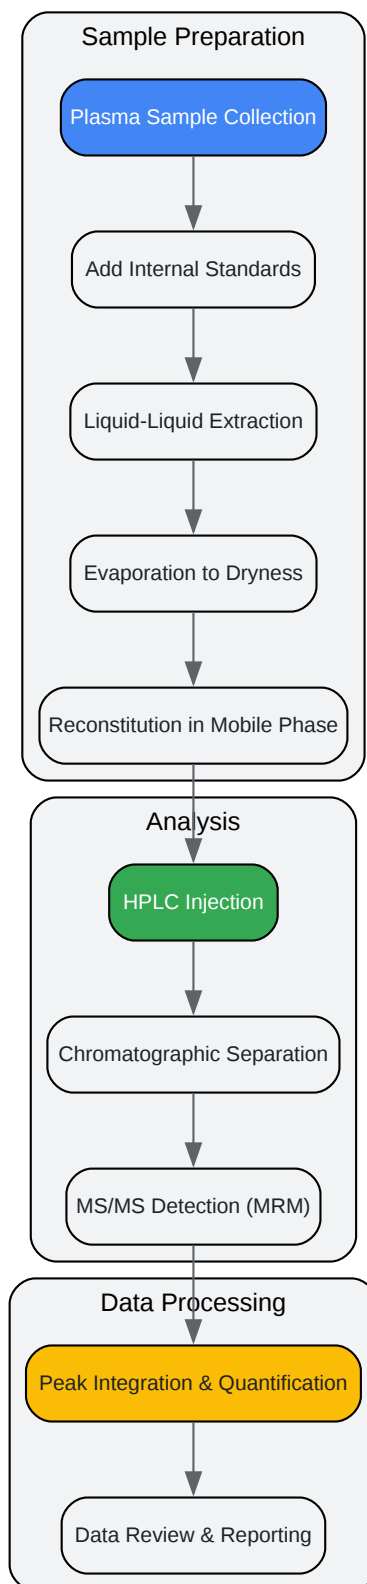 Sample Preparation
Plasma Sample Collection
Add Internal Standards
Liquid-Liquid Extraction
Evaporation to Dryness
Reconstitution in Mobile Phase
Analysis
HPLC Injection
Chromatographic Separation
MS/MS Detection (MRM)
Data Processing
Peak Integration & Quantification
Data Review & Reporting